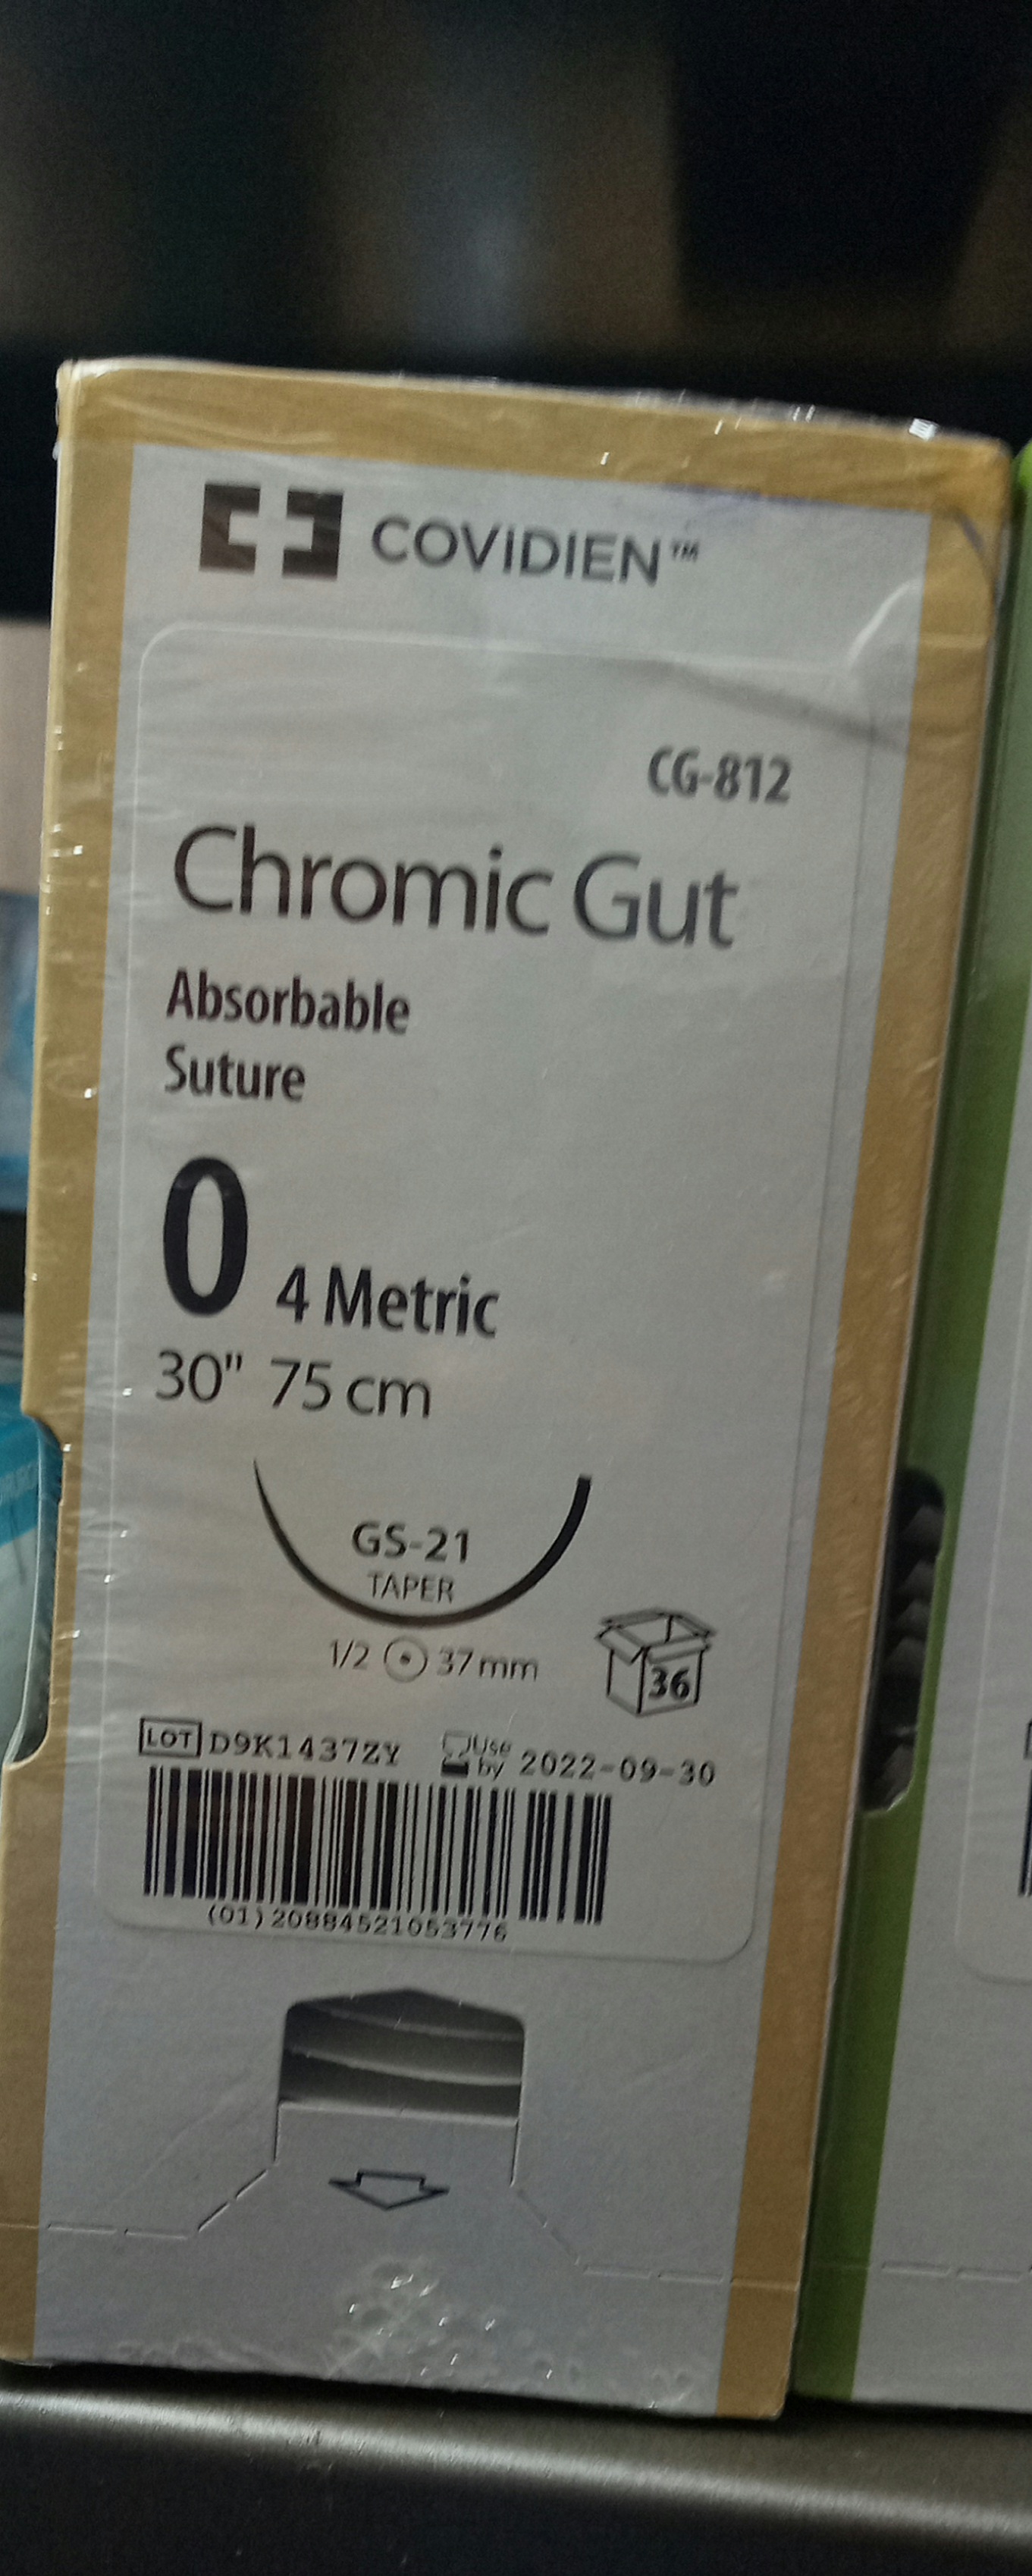 COVIDIEN™
CG-812
Chromic Gut
Absorbable
Suture
0 4 Metric
30" 75 cm
GS-21
TAPER
1/2 37 mm
36
LOT D9K1437ZY Use by 2022-09-30
(01)20884521053776